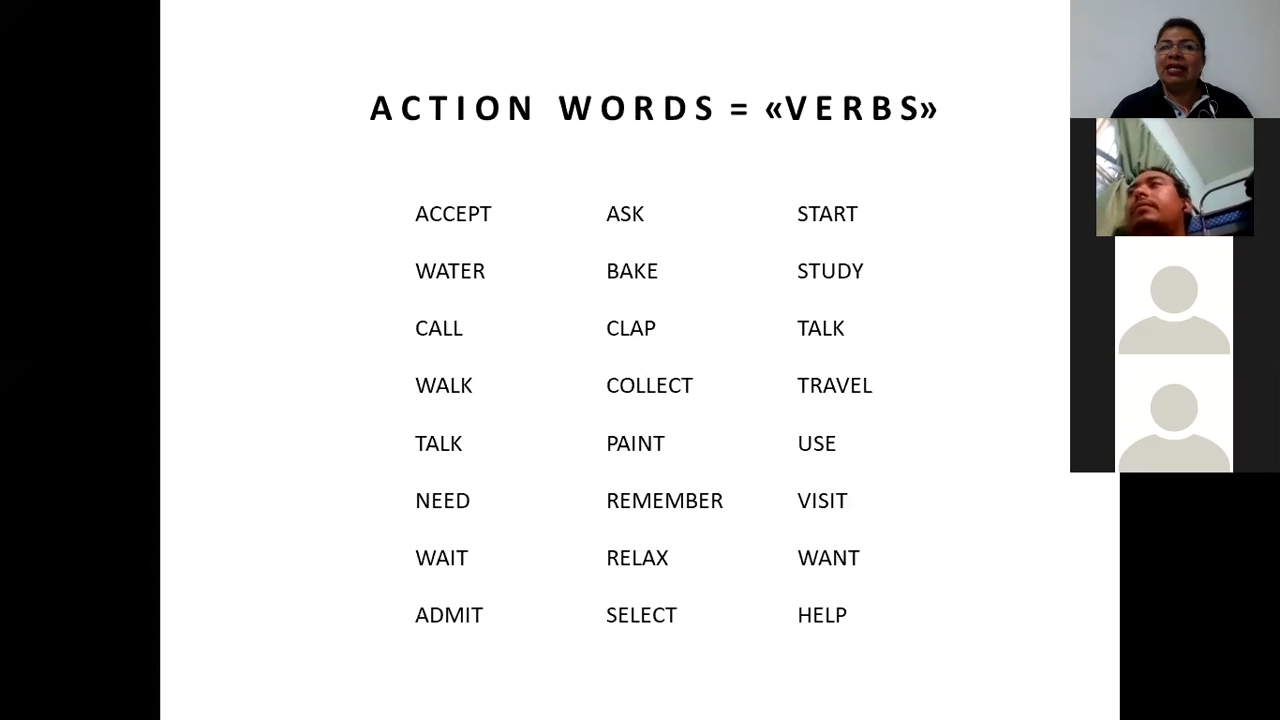 ACTION WORDS = «VERBS»
ACCEPT ASK START
WATER BAKE STUDY
CALL CLAP TALK
WALK COLLECT TRAVEL
TALK PAINT USE
NEED REMEMBER VISIT
WAIT RELAX WANT
ADMIT SELECT HELP